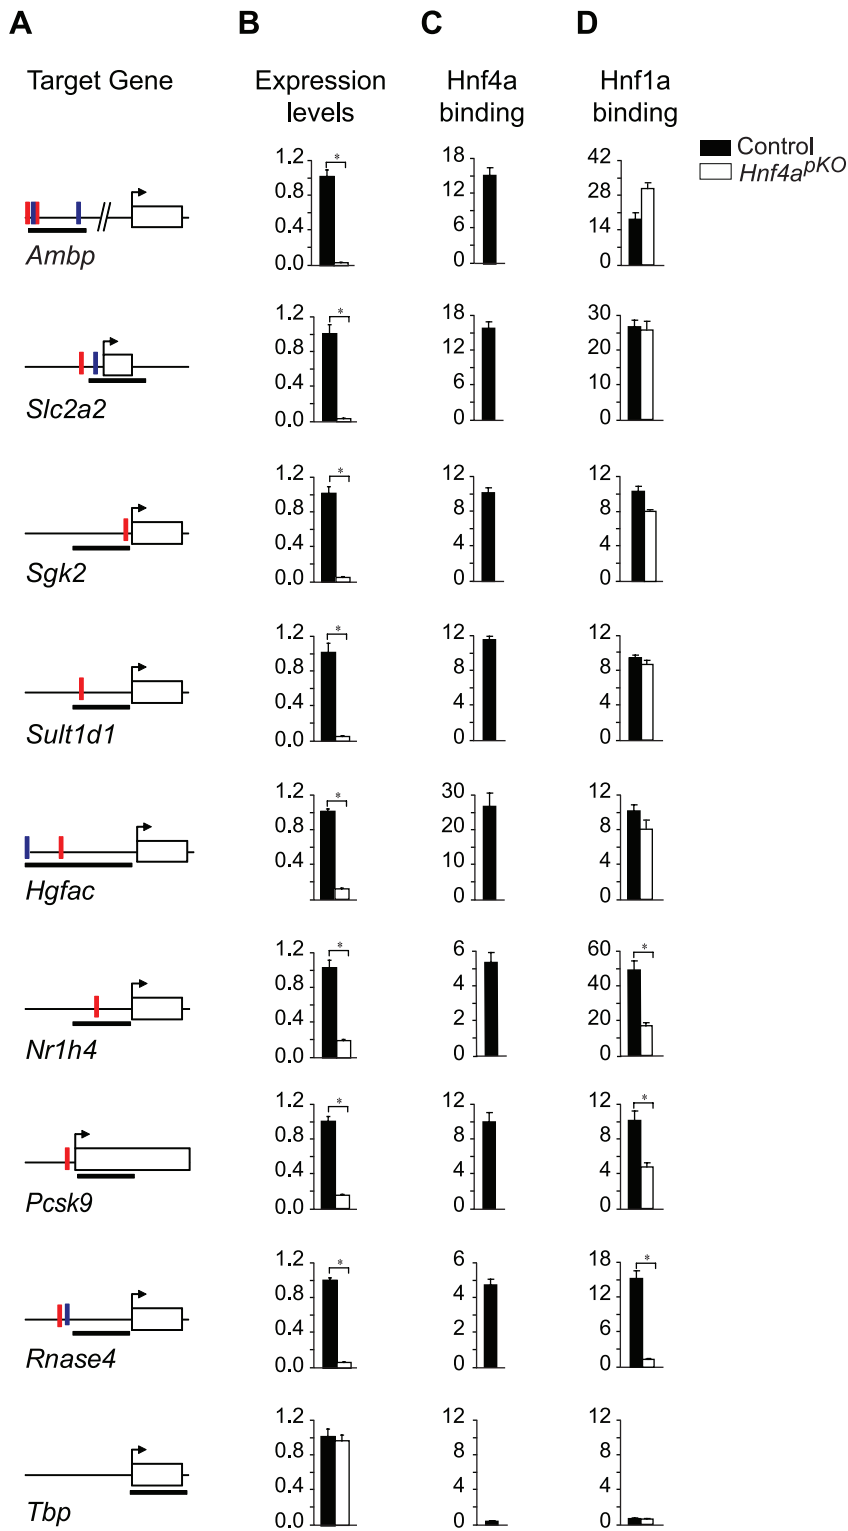 A B C D
Target Gene Expression levels Hnf4a binding Hnf1a binding
Control
Hnf4a^pKO
Ambp
1.2 0.8 0.4 0.0 *
18 12 6 0
42 28 14 0
Slc2a2
1.2 0.8 0.4 0.0 *
18 12 6 0
30 20 10 0
Sgk2
1.2 0.8 0.4 0.0 *
12 8 4 0
12 8 4 0
Sult1d1
1.2 0.8 0.4 0.0 *
12 8 4 0
12 8 4 0
Hgfac
1.2 0.8 0.4 *
30 20 10 0
12 8 4 0
Nr1h4
1.2 0.8 0.4 0.0 *
6 4 2 0
60 40 20 0 *
Pcsk9
1.2 0.8 0.4 0.0 *
12 8 4 0
12 8 4 0 *
Rnase4
1.2 0.8 0.4 0.0 *
6 4 2 0
18 12 6 0 *
Tbp
1.2 0.8 0.4 0.0
12 8 4 0
12 8 4 0